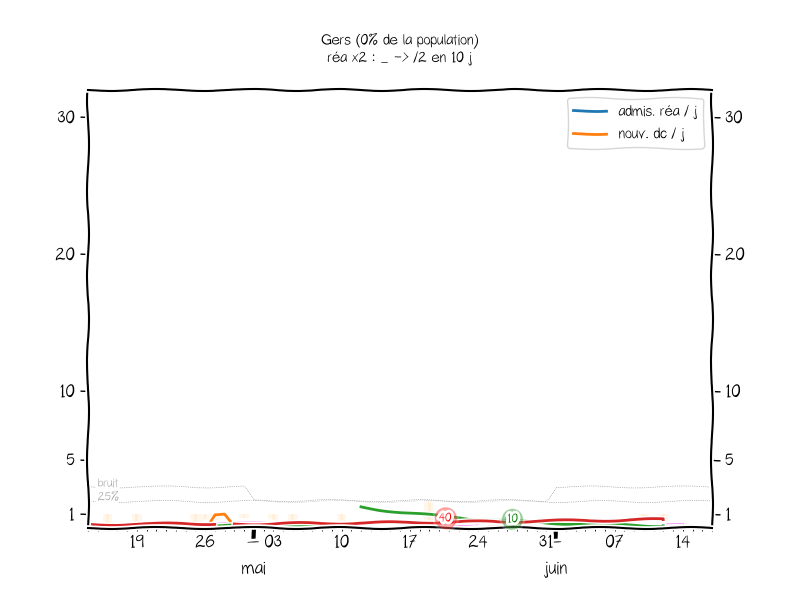 Gers (0% de la population)
réa x2 : _ -> /2 en 10 j
admis. réa / j
nouv. dc / j
30 30
20 20
10 10
5 5
bruit
25%
1 40 10 1
19 26 03 10 17 24 31 07 14
mai juin